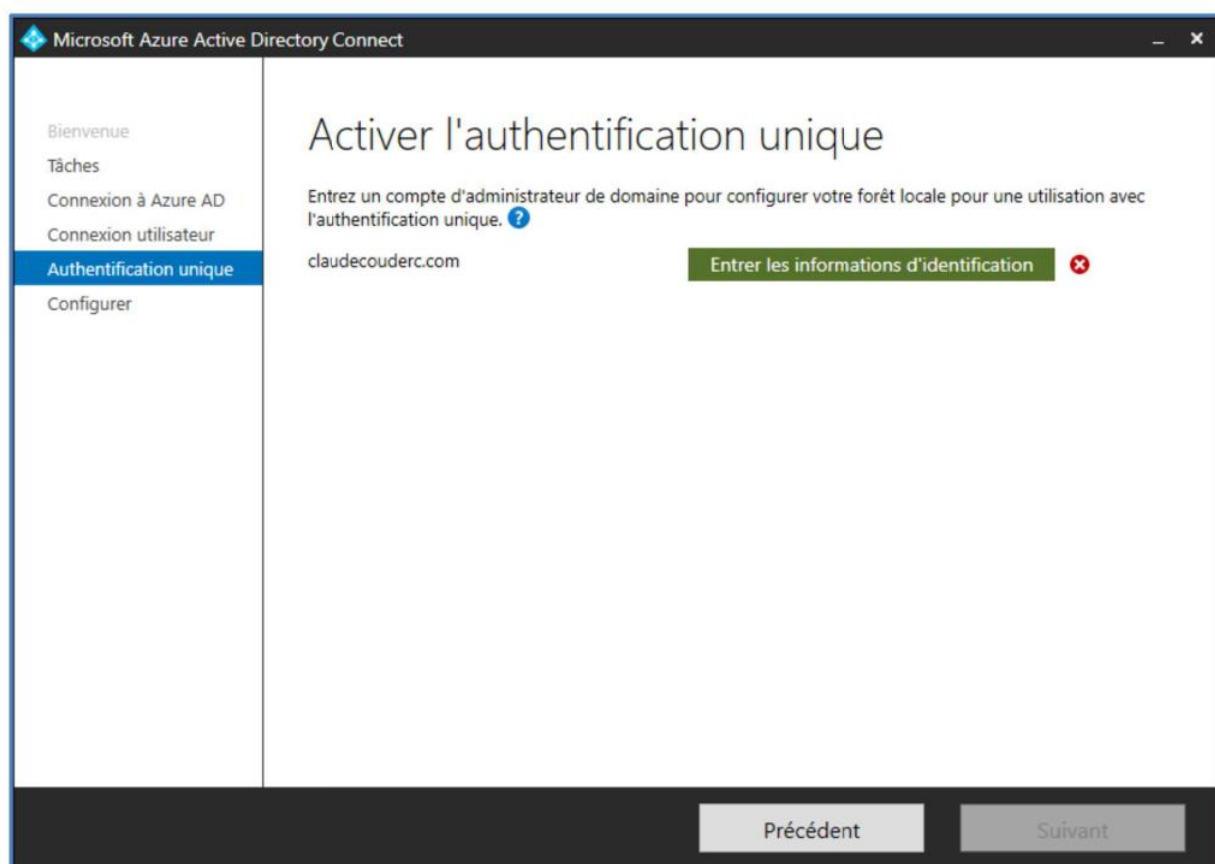 Microsoft Azure Active Directory Connect
Bienvenue
Tâches
Connexion à Azure AD
Connexion utilisateur
Authentification unique
Configurer
Activer l'authentification unique
Entrez un compte d'administrateur de domaine pour configurer votre forêt locale pour une utilisation avec
l'authentification unique. ?
claudecouderc.com
Entrer les informations d'identification
Précédent
Suivant